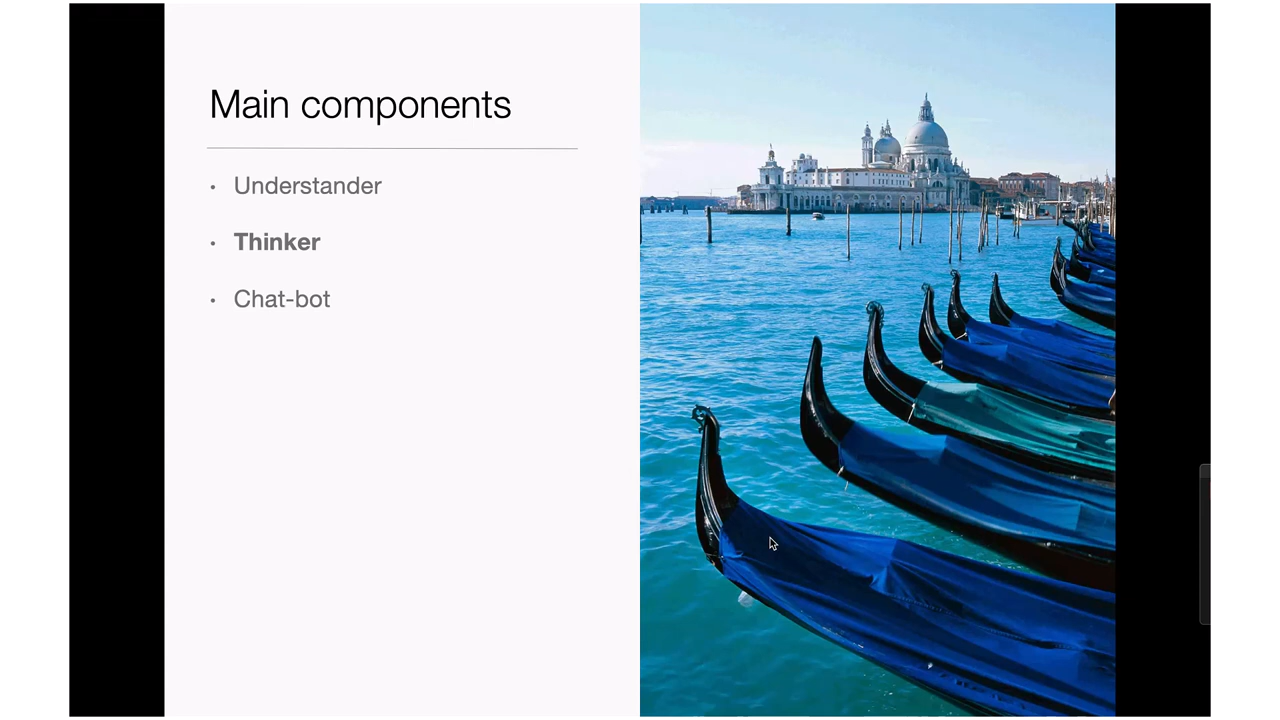 Main components
• Understander
• Thinker
• Chat-bot